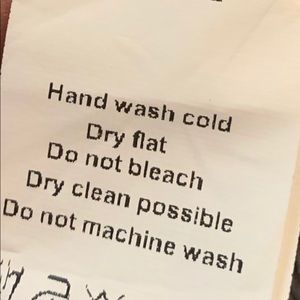 Hand wash cold
Dry flat
Do not bleach
Dry clean possible
Do not machine wash